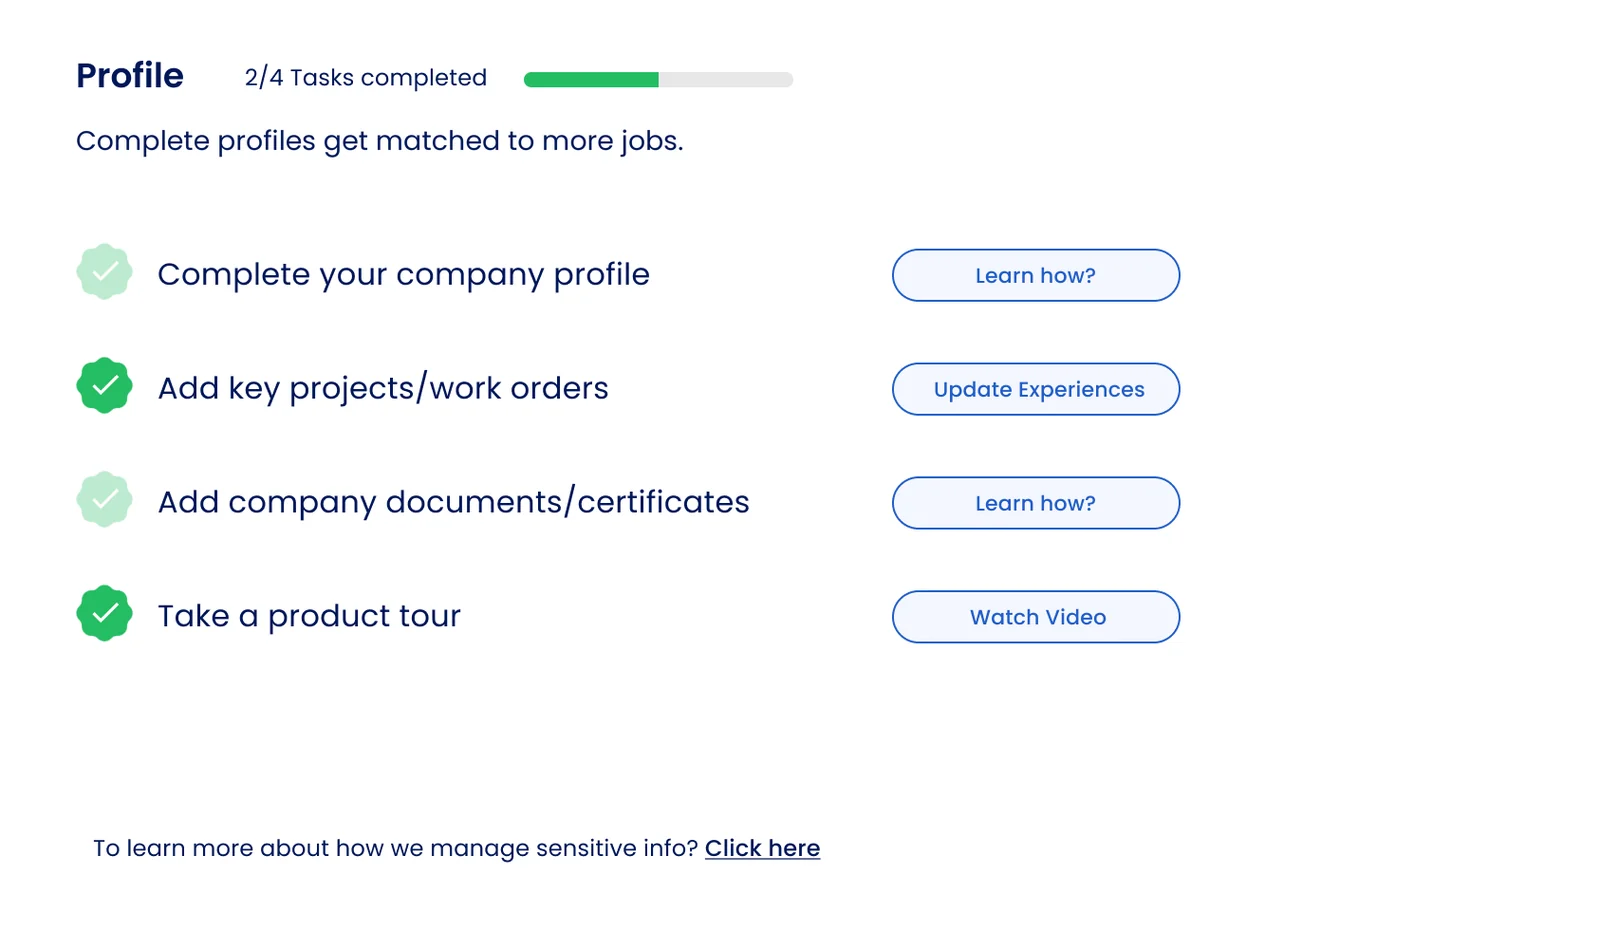 Profile 2/4 Tasks completed
Complete profiles get matched to more jobs.
Complete your company profile Learn how?
Add key projects/work orders Update Experiences
Add company documents/certificates Learn how?
Take a product tour Watch Video
To learn more about how we manage sensitive info? Click here